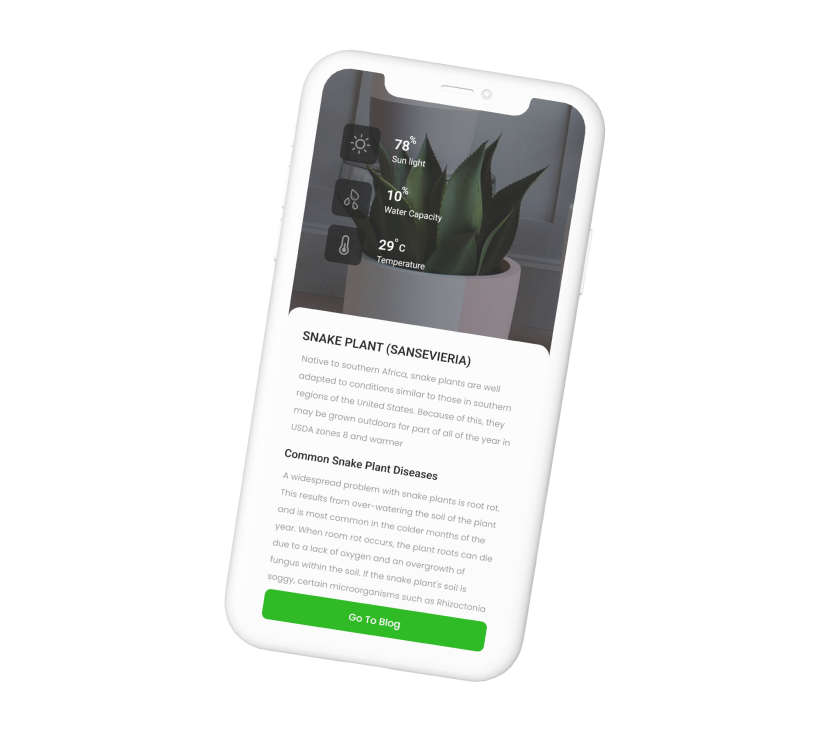 78%
Sun light
10%
Water Capacity
29°c
Temperature
SNAKE PLANT (SANSEVIERIA)
Native to southern Africa, snake plants are well
adapted to conditions similar to those in southern
regions of the United States. Because of this, they
may be grown outdoors for part of all of the year in
USDA zones 8 and warmer
Common Snake Plant Diseases
A widespread problem with snake plants is root rot.
This results from over-watering the soil of the plant
and is most common in the colder months of the
year. When room rot occurs, the plant roots can die
due to a lack of oxygen and an overgrowth of
fungus within the soil. If the snake plant's soil is
soggy, certain microorganisms such as Rhizoctonia
Go To Blog